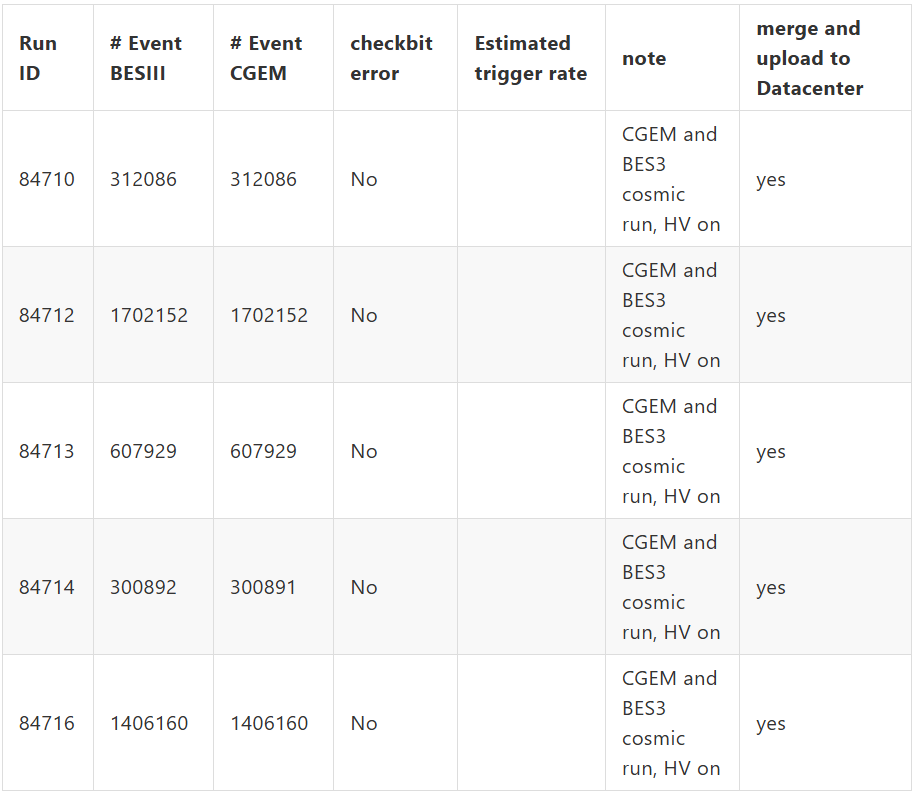 Run ID | # Event BESIII | # Event CGEM | checkbit error | Estimated trigger rate | note | merge and upload to Datacenter
84710 | 312086 | 312086 | No | | CGEM and BES3 cosmic run, HV on | yes
84712 | 1702152 | 1702152 | No | | CGEM and BES3 cosmic run, HV on | yes
84713 | 607929 | 607929 | No | | CGEM and BES3 cosmic run, HV on | yes
84714 | 300892 | 300891 | No | | CGEM and BES3 cosmic run, HV on | yes
84716 | 1406160 | 1406160 | No | | CGEM and BES3 cosmic run, HV on | yes